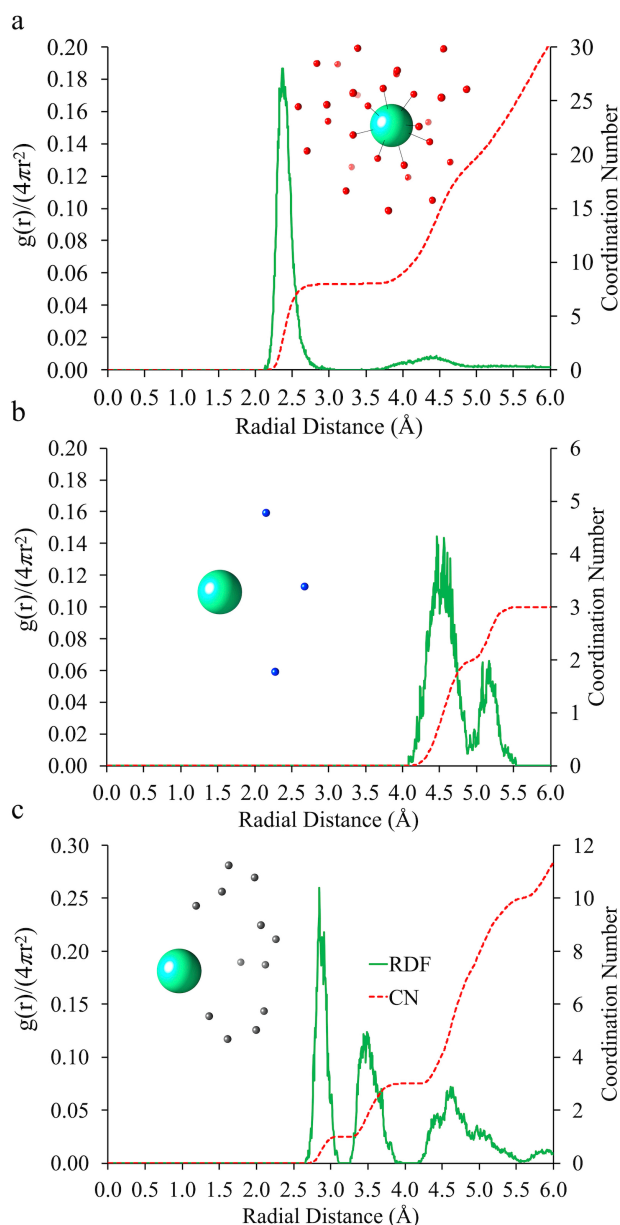 a
0.20
0.18
0.16
0.14
0.12
0.10
0.08
0.06
0.04
0.02
0.00
g(r)/(4πr²)
30
25
20
15
10
5
0
Coordination Number
0.0 0.5 1.0 1.5 2.0 2.5 3.0 3.5 4.0 4.5 5.0 5.5 6.0
Radial Distance (Å)
b
0.20
0.18
0.16
0.14
0.12
0.10
0.08
0.06
0.04
0.02
0.00
g(r)/(4πr²)
6
5
4
3
2
1
0
Coordination Number
0.0 0.5 1.0 1.5 2.0 2.5 3.0 3.5 4.0 4.5 5.0 5.5 6.0
Radial Distance (Å)
c
0.30
0.25
0.20
0.15
0.10
0.05
0.00
g(r)/(4πr²)
RDF
CN
12
10
8
6
4
2
0
Coordination Number
0.0 0.5 1.0 1.5 2.0 2.5 3.0 3.5 4.0 4.5 5.0 5.5 6.0
Radial Distance (Å)